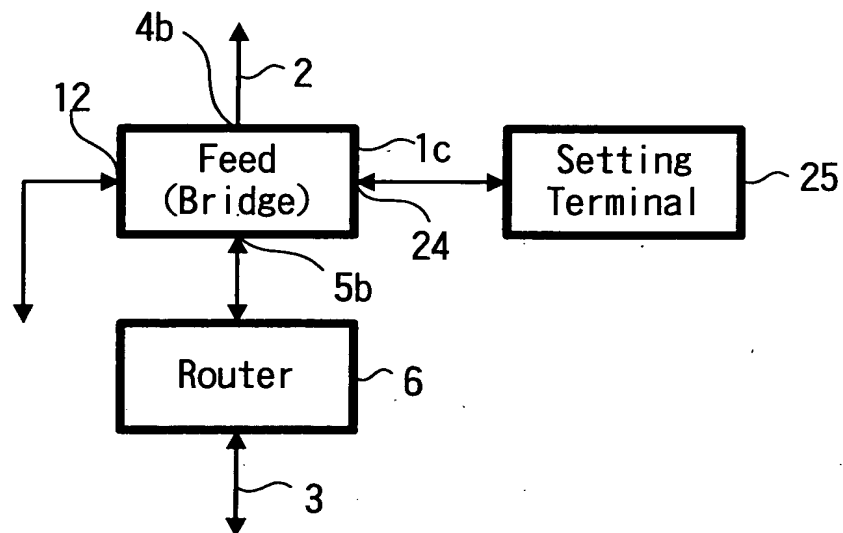 4b
2
12
Feed
(Bridge)
1c
Setting
Terminal
25
24
5b
Router
6
3